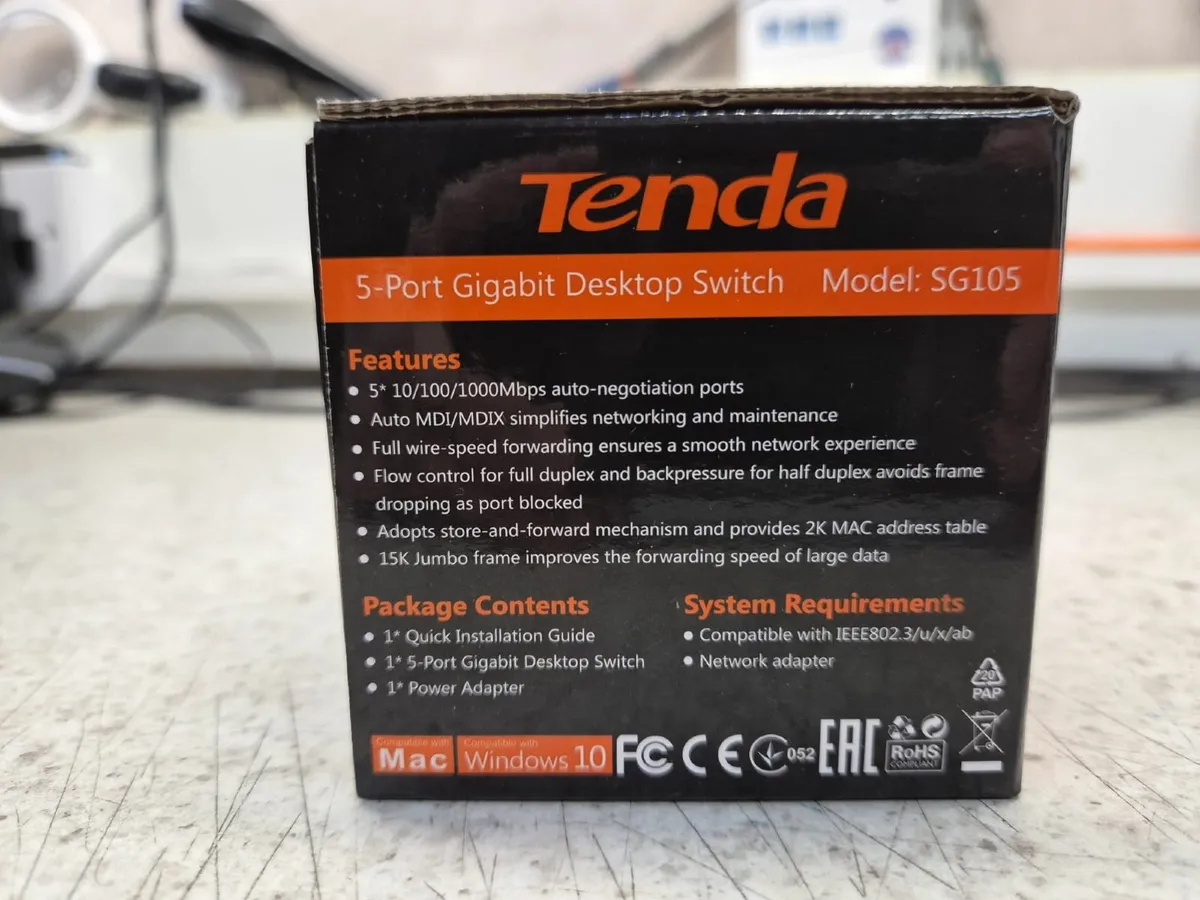 Tenda
5-Port Gigabit Desktop Switch Model: SG105
Features
• 5* 10/100/1000Mbps auto-negotiation ports
• Auto MDI/MDIX simplifies networking and maintenance
• Full wire-speed forwarding ensures a smooth network experience
• Flow control for full duplex and backpressure for half duplex avoids frame
dropping as port blocked
• Adopts store-and-forward mechanism and provides 2K MAC address table
• 15K Jumbo frame improves the forwarding speed of large data
Package Contents
• 1* Quick Installation Guide
• 1* 5-Port Gigabit Desktop Switch
• 1* Power Adapter
System Requirements
• Compatible with IEEE802.3/u/x/ab
• Network adapter
20
PAP
Compatible with
Mac
Compatible with
Windows 10
FC CE 052 EAC
RoHS
COMPLIANT